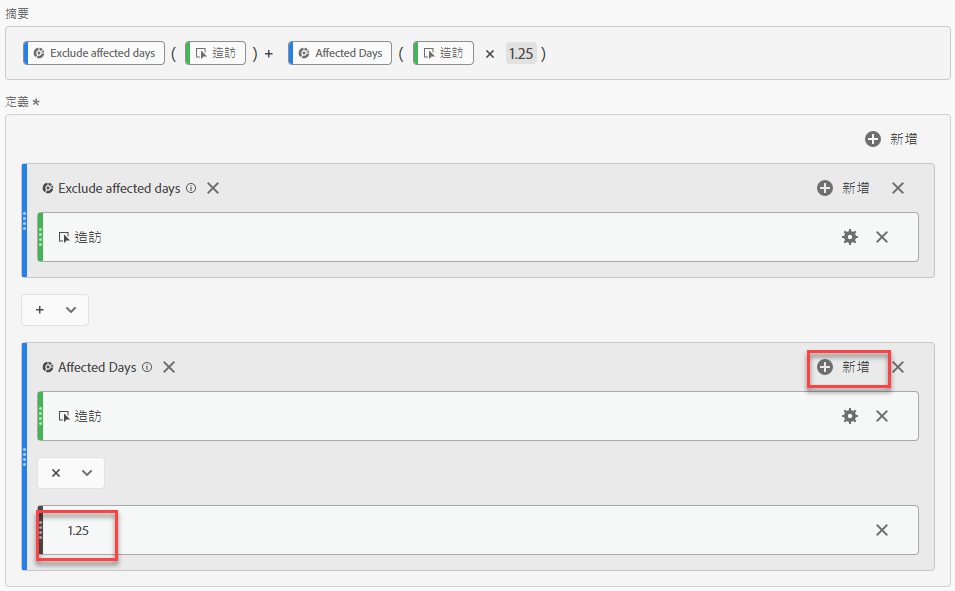 摘要
Exclude affected days ( 造訪 ) + Affected Days ( 造訪 × 1.25 )
定義 *
新增
Exclude affected days 新增
造訪
+
Affected Days 新增
造訪
×
1.25